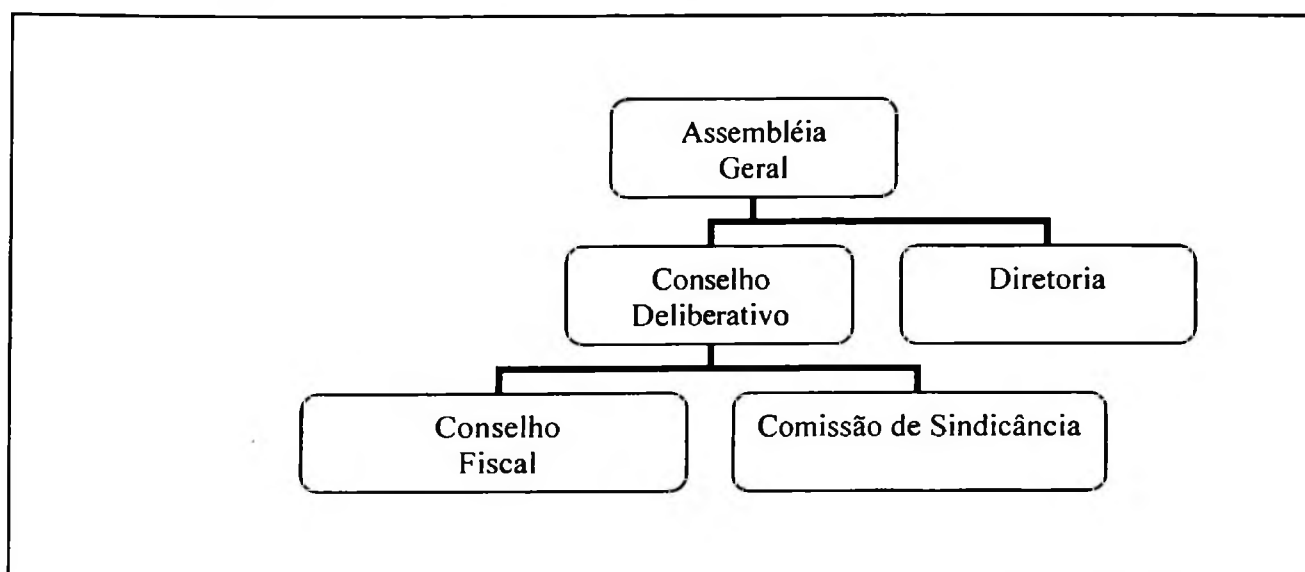 Assembléia
Geral
Conselho
Deliberativo
Diretoria
Conselho
Fiscal
Comissão de Sindicância